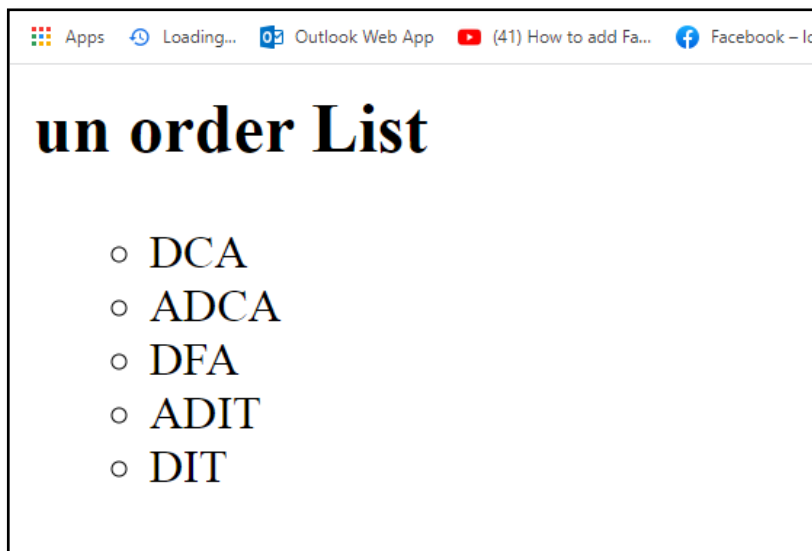 Apps Loading... Outlook Web App (41) How to add Fa... Facebook –
un order List
DCA
ADCA
DFA
ADIT
DIT